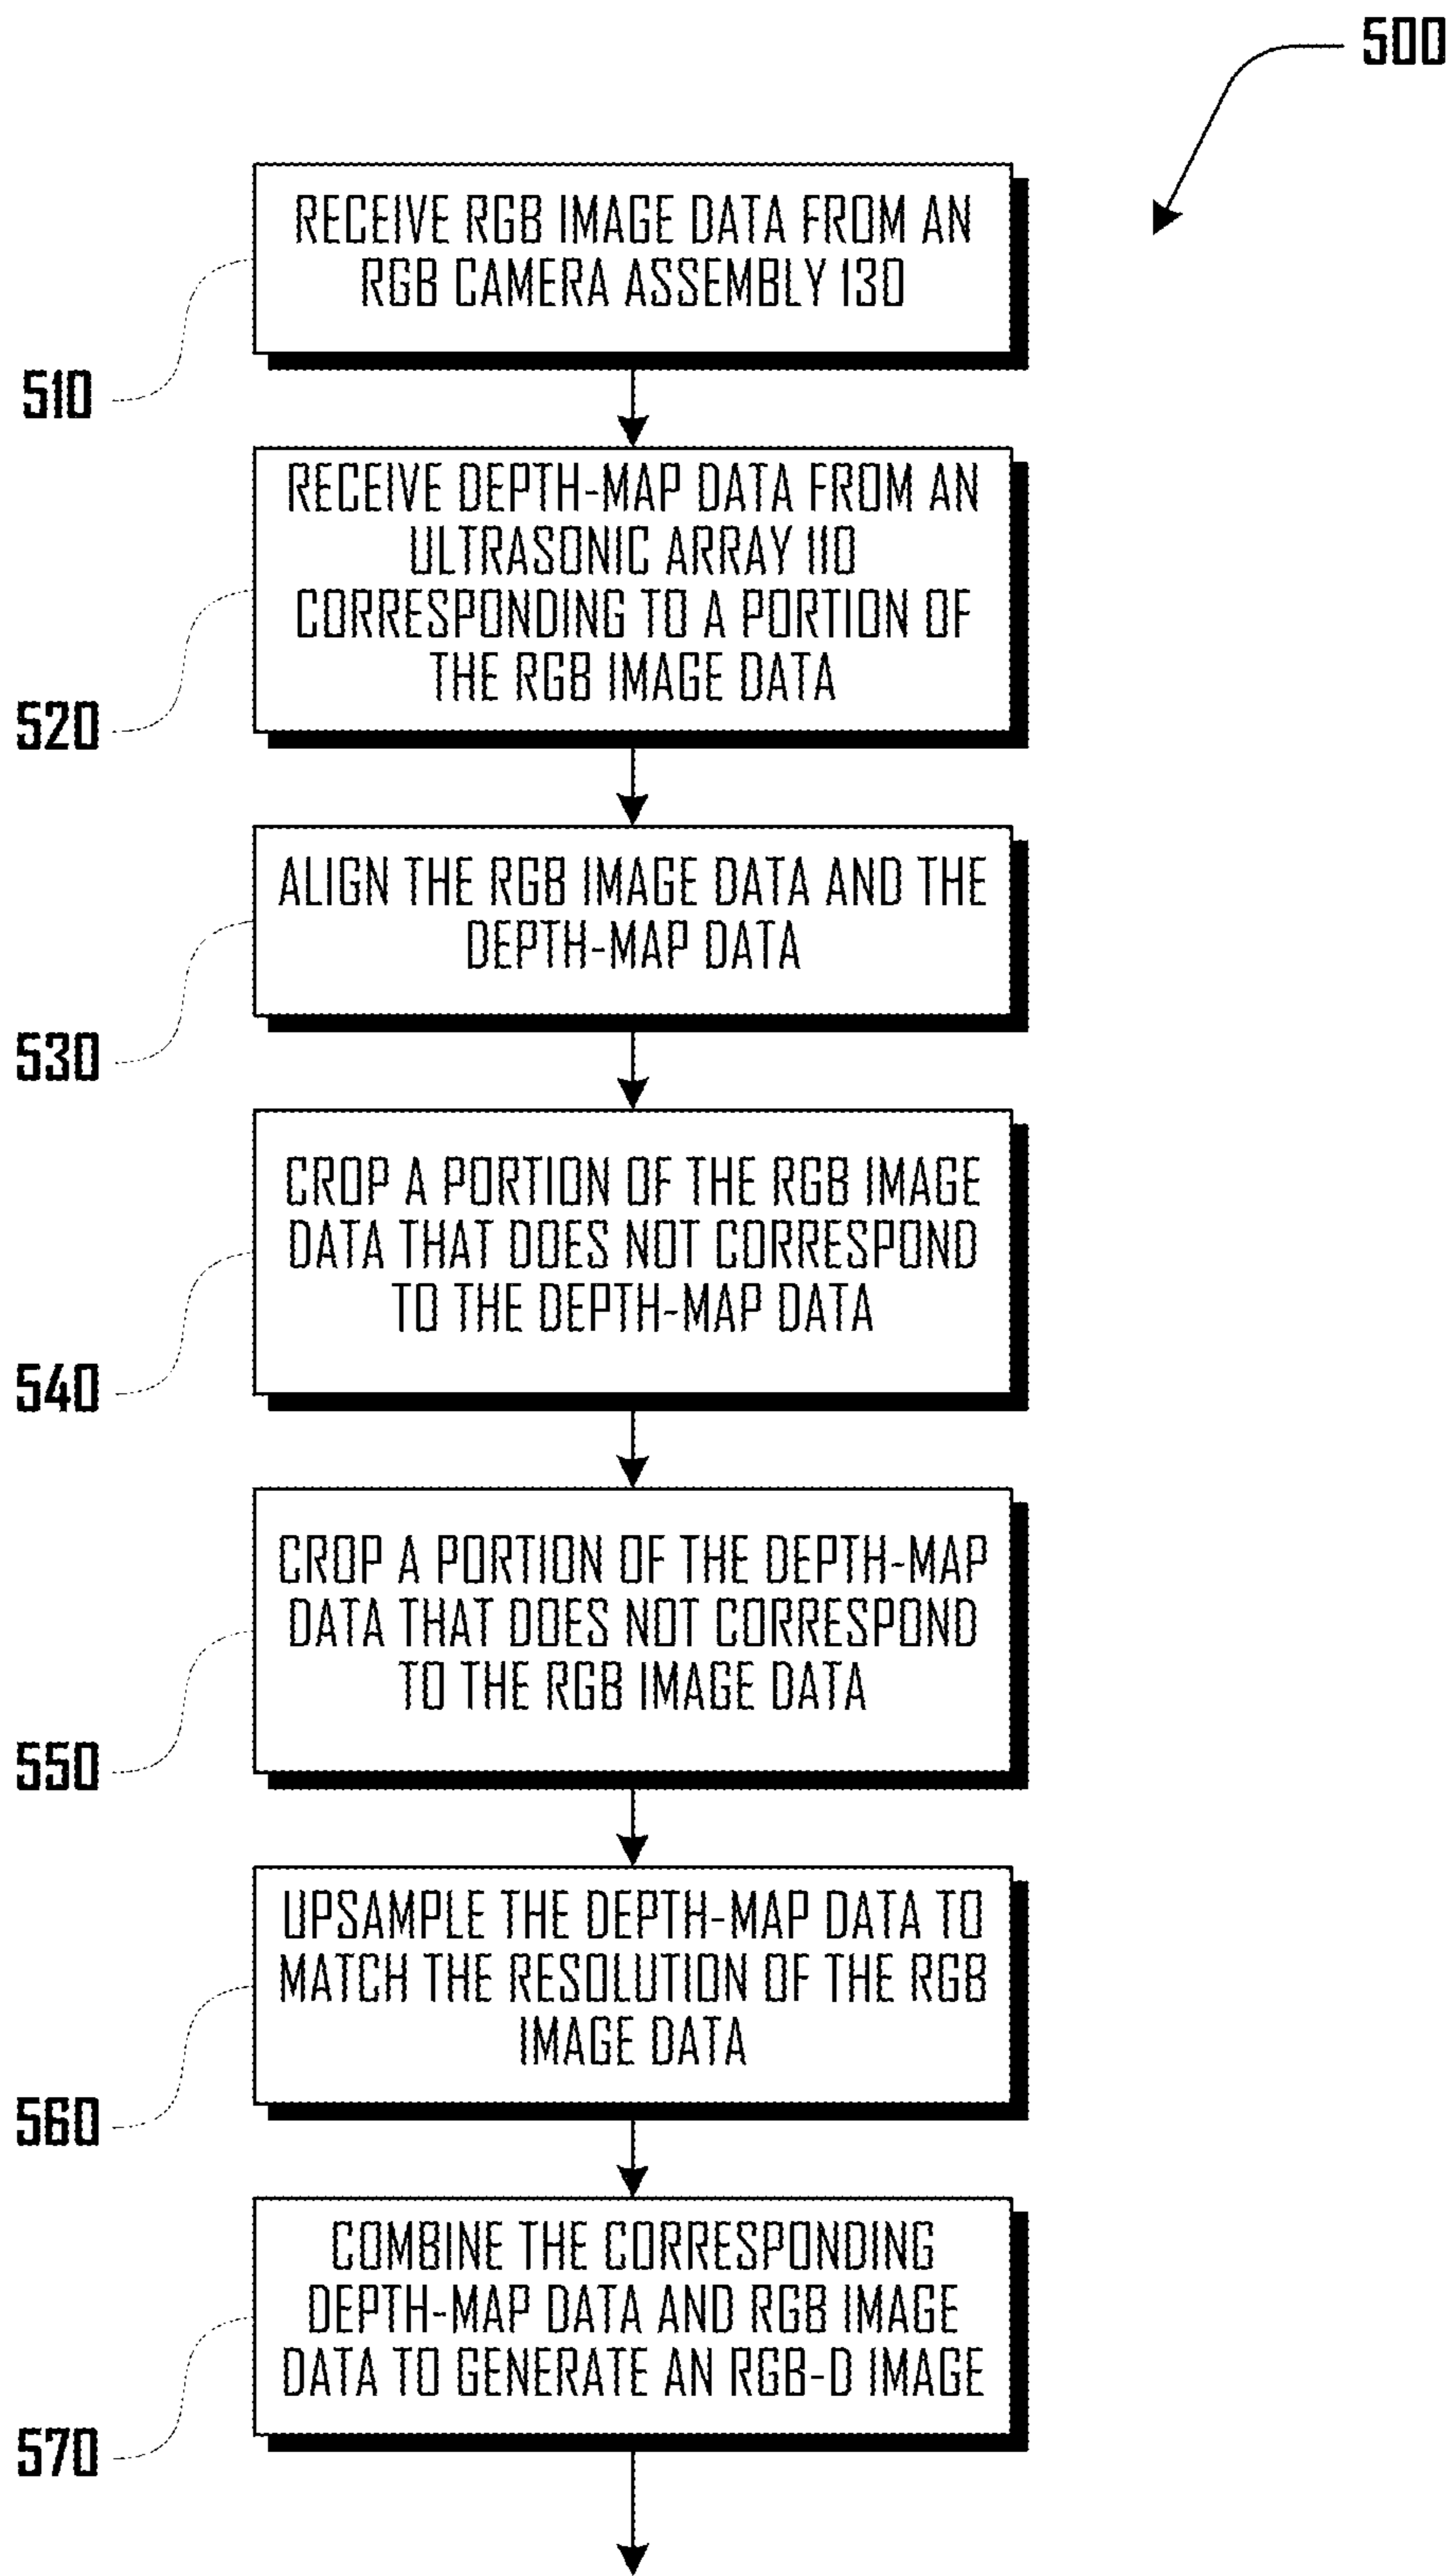 500
RECEIVE RGB IMAGE DATA FROM AN
RGB CAMERA ASSEMBLY 130
510
RECEIVE DEPTH-MAP DATA FROM AN
ULTRASONIC ARRAY 110
CORRESPONDING TO A PORTION OF
THE RGB IMAGE DATA
520
ALIGN THE RGB IMAGE DATA AND THE
DEPTH-MAP DATA
530
CROP A PORTION OF THE RGB IMAGE
DATA THAT DOES NOT CORRESPOND
TO THE DEPTH-MAP DATA
540
CROP A PORTION OF THE DEPTH-MAP
DATA THAT DOES NOT CORRESPOND
TO THE RGB IMAGE DATA
550
UPSAMPLE THE DEPTH-MAP DATA TO
MATCH THE RESOLUTION OF THE RGB
IMAGE DATA
560
COMBINE THE CORRESPONDING
DEPTH-MAP DATA AND RGB IMAGE
DATA TO GENERATE AN RGB-D IMAGE
570